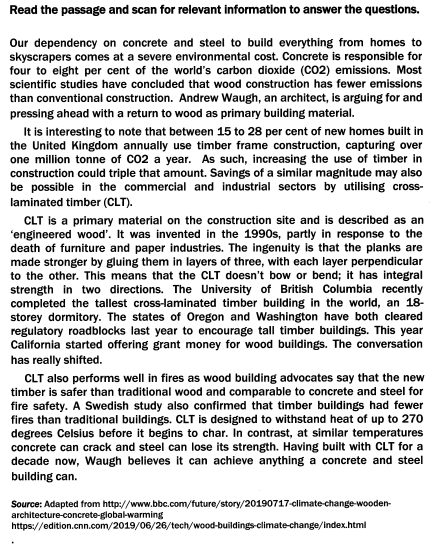 Read the passage and scan for relevant information to answer the questions.
Our dependency on concrete and steel to build everything from homes to
skyscrapers comes at a severe environmental cost. Concrete is responsible for
four to eight per cent of the world's carbon dioxide (CO2) emissions. Most
scientific studies have concluded that wood construction has fewer emissions
than conventional construction. Andrew Waugh, an architect, is arguing for and
pressing ahead with a return to wood as primary building material.
It is interesting to note that between 15 to 28 per cent of new homes built in
the United Kingdom annually use timber frame construction, capturing over
one million tonne of CO2 a year. As such, increasing the use of timber in
construction could triple that amount. Savings of a similar magnitude may also
be possible in the commercial and industrial sectors by utilising cross-
laminated timber (CLT).
CLT is a primary material on the construction site and is described as an
'engineered wood'. It was invented in the 1990s, partly in response to the
death of furniture and paper industries. The ingenuity is that the planks are
made stronger by gluing them in layers of three, with each layer perpendicular
to the other. This means that the CLT doesn't bow or bend; it has integral
strength in two directions. The University of British Columbia recently
completed the tallest cross-laminated timber building in the world, an 18-
storey dormitory. The states of Oregon and Washington have both cleared
regulatory roadblocks last year to encourage tall timber buildings. This year
California started offering grant money for wood buildings. The conversation
has really shifted.
CLT also performs well in fires as wood building advocates say that the new
timber is safer than traditional wood and comparable to concrete and steel for
fire safety. A Swedish study also confirmed that timber buildings had fewer
fires than traditional buildings. CLT is designed to withstand heat of up to 270
degrees Celsius before it begins to char. In contrast, at similar temperatures
concrete can crack and steel can lose its strength. Having built with CLT for a
decade now, Waugh believes it can achieve anything a concrete and steel
building can.
Source: Adapted from http://www.bbc.com/future/story/20190717-climate-change-wooden-
architecture-concrete-global-warming
https://edition.cnn.com/2019/06/26/tech/wood-buildings-climate-change/index.html